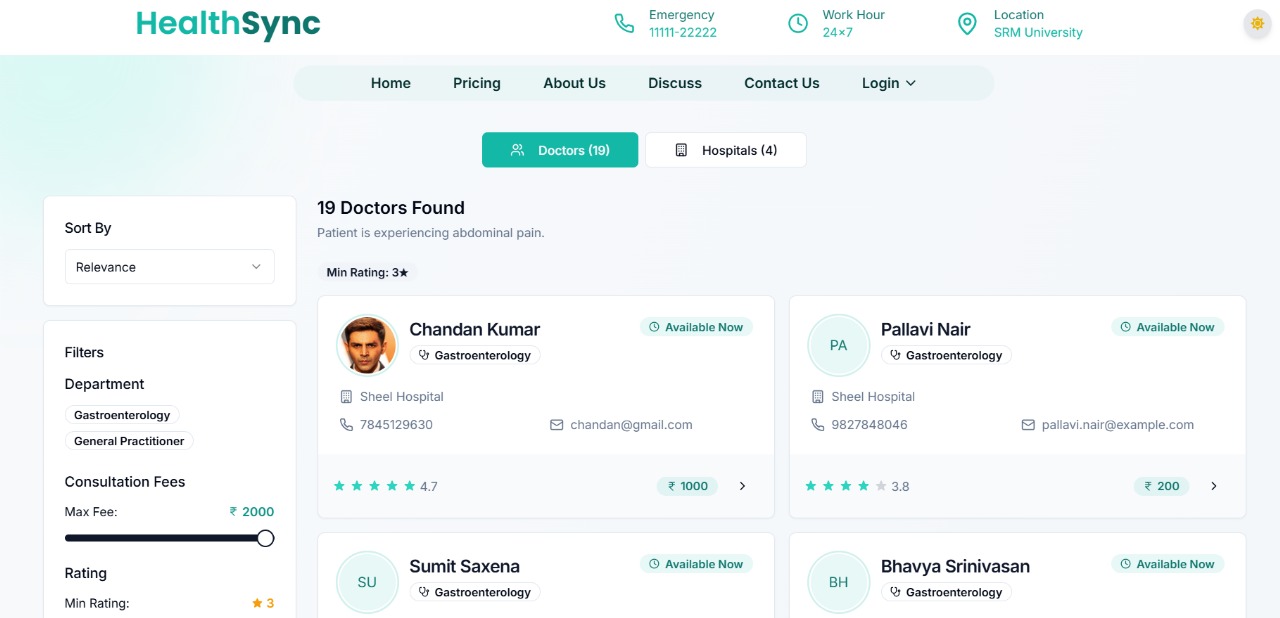 HealthSync
Emergency
11111-22222
Work Hour
24×7
Location
SRM University
Home Pricing About Us Discuss Contact Us Login
Doctors (19) Hospitals (4)
Sort By
Relevance
Filters
Department
Gastroenterology
General Practitioner
Consultation Fees
Max Fee: ₹ 2000
Rating
Min Rating: ★ 3
19 Doctors Found
Patient is experiencing abdominal pain.
Min Rating: 3★
Chandan Kumar
Available Now
Gastroenterology
Sheel Hospital
7845129630 chandan@gmail.com
4.7 ₹ 1000
PA
Pallavi Nair
Available Now
Gastroenterology
Sheel Hospital
9827848046 pallavi.nair@example.com
3.8 ₹ 200
SU
Sumit Saxena
Available Now
Gastroenterology
BH
Bhavya Srinivasan
Available Now
Gastroenterology